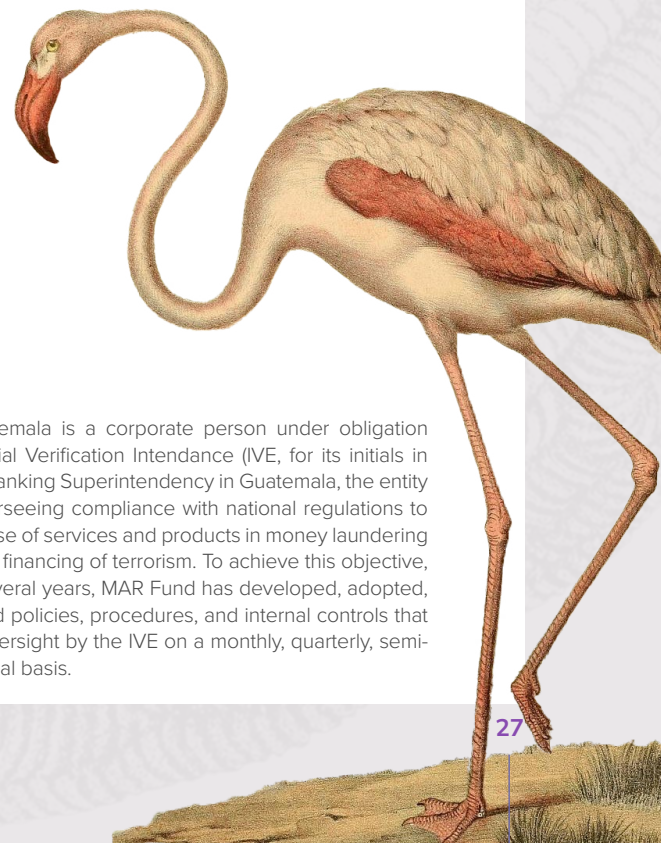 emala is a corporate person under obligation
ial Verification Intendance (IVE, for its initials in
anking Superintendency in Guatemala, the entity
rseeing compliance with national regulations to
se of services and products in money laundering
financing of terrorism. To achieve this objective,
veral years, MAR Fund has developed, adopted,
d policies, procedures, and internal controls that
ersight by the IVE on a monthly, quarterly, semi-
al basis.
27